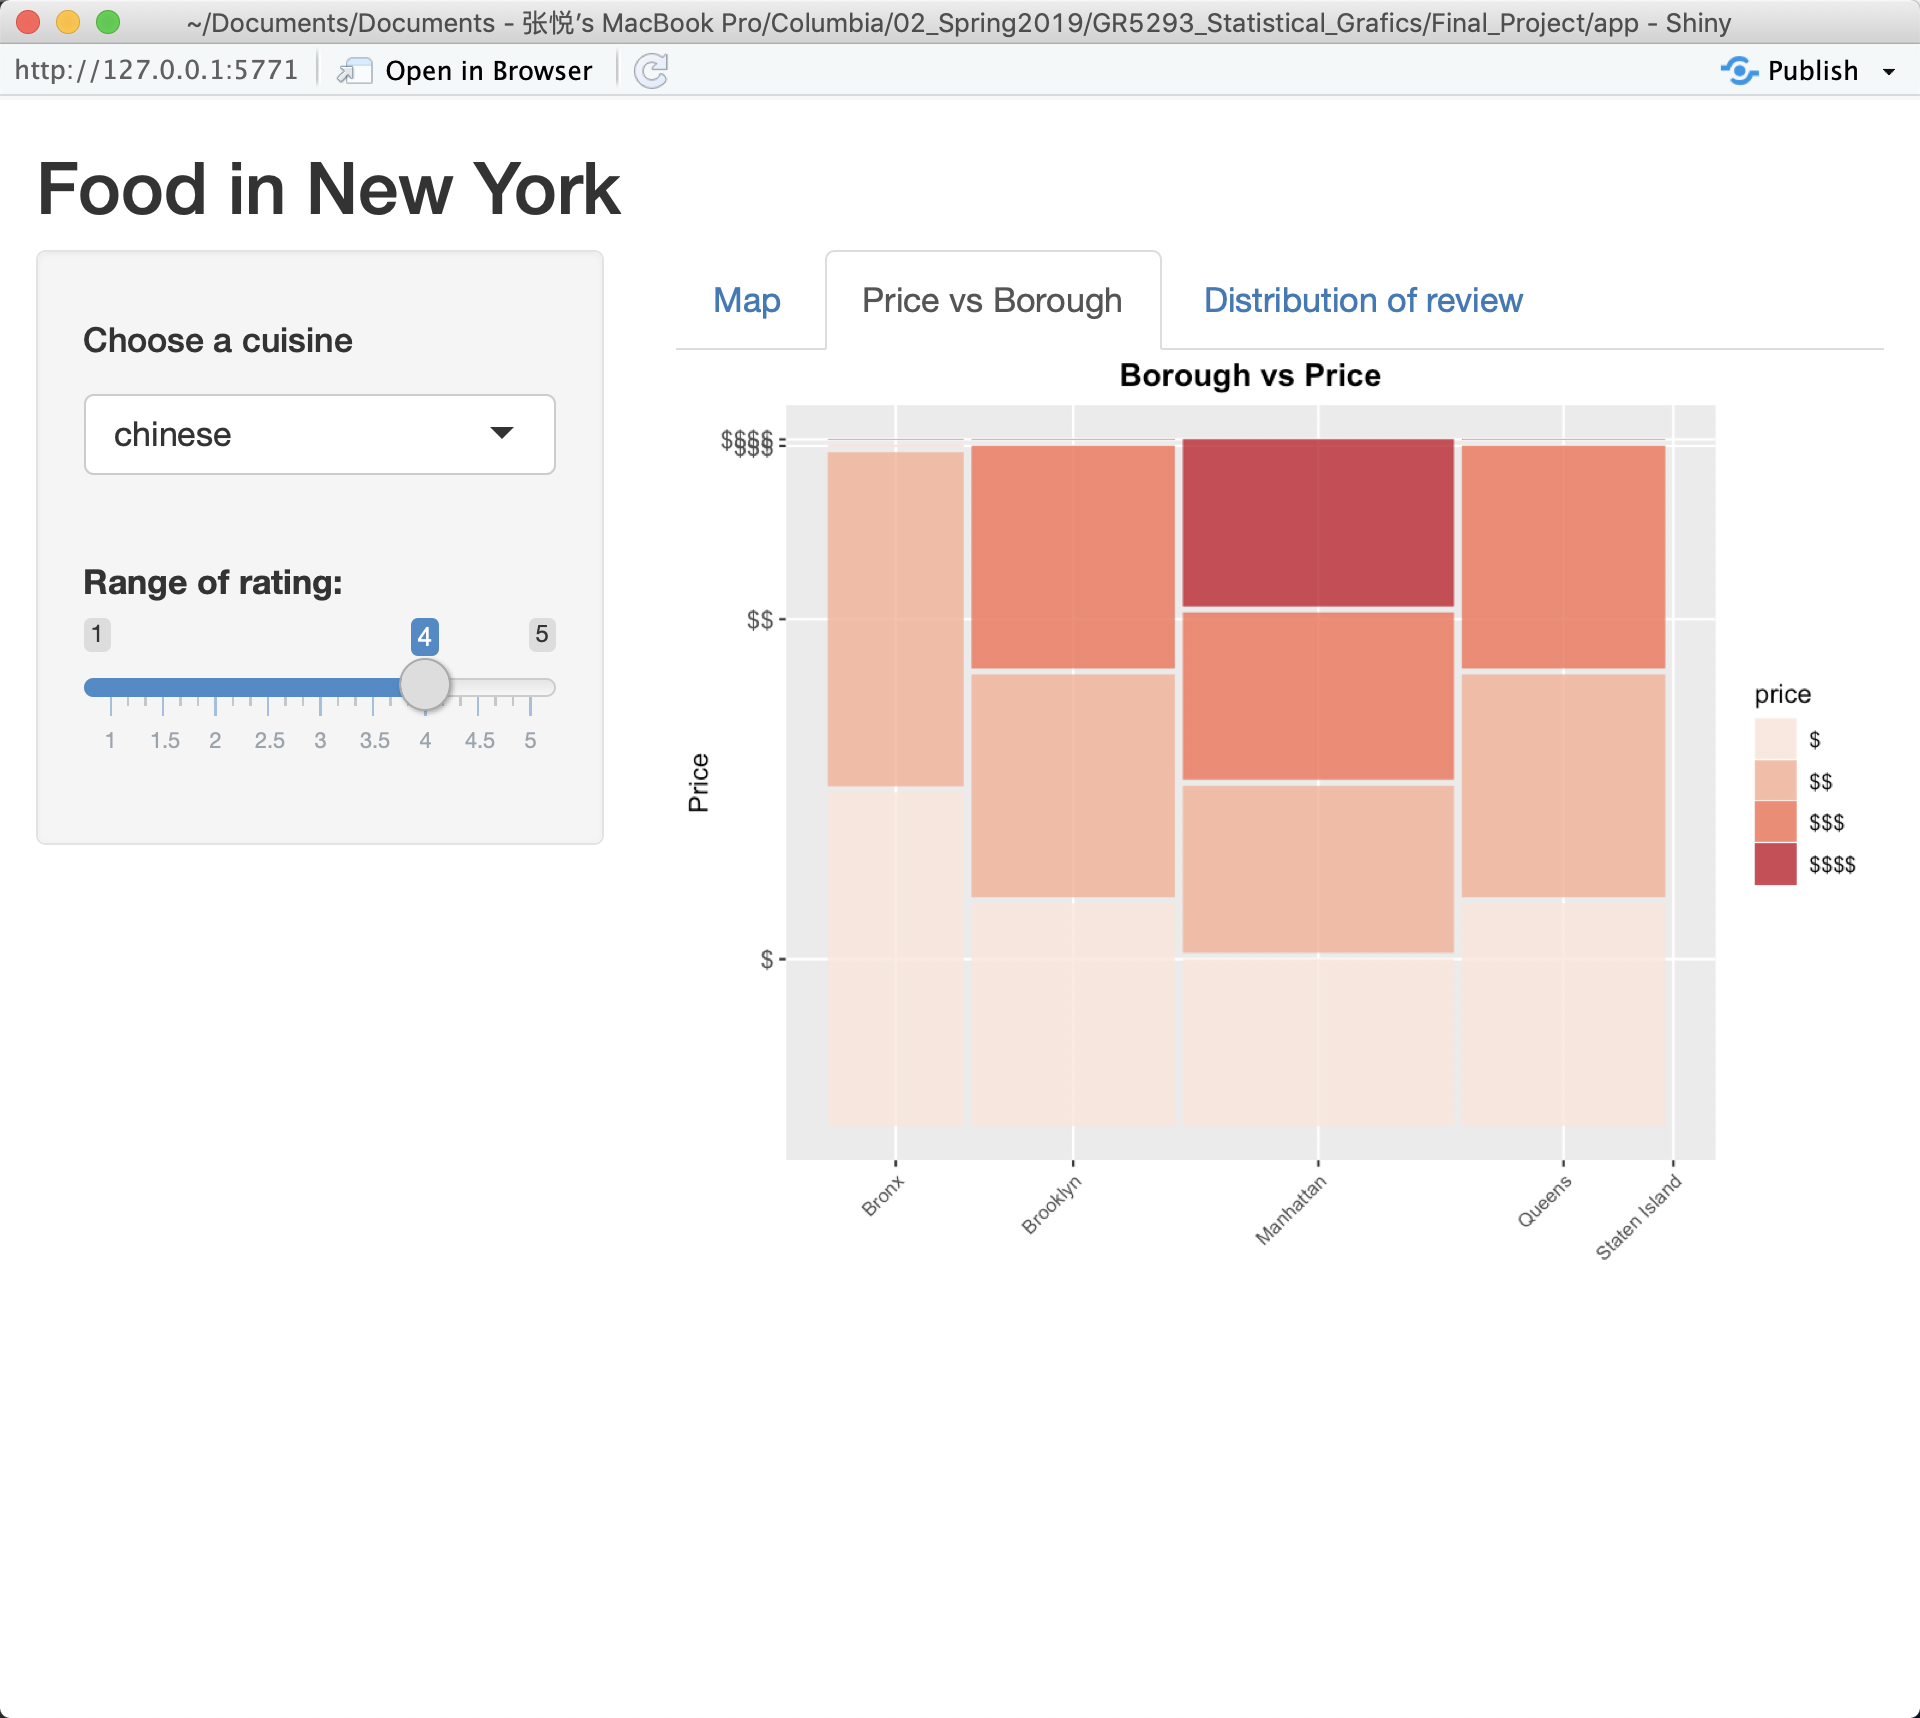 ~/Documents/Documents - 张悦’s MacBook Pro/Columbia/02_Spring2019/GR5293_Statistical_Grafics/Final_Project/app - Shiny
http://127.0.0.1:5771 Open in Browser Publish
Food in New York
Choose a cuisine
chinese
Range of rating:
1 4 5
1 1.5 2 2.5 3 3.5 4 4.5 5
Map Price vs Borough Distribution of review
Borough vs Price
$$$$
$$$
$$
$
Price
Bronx
Brooklyn
Manhattan
Queens
Staten Island
price
$
$$
$$$
$$$$